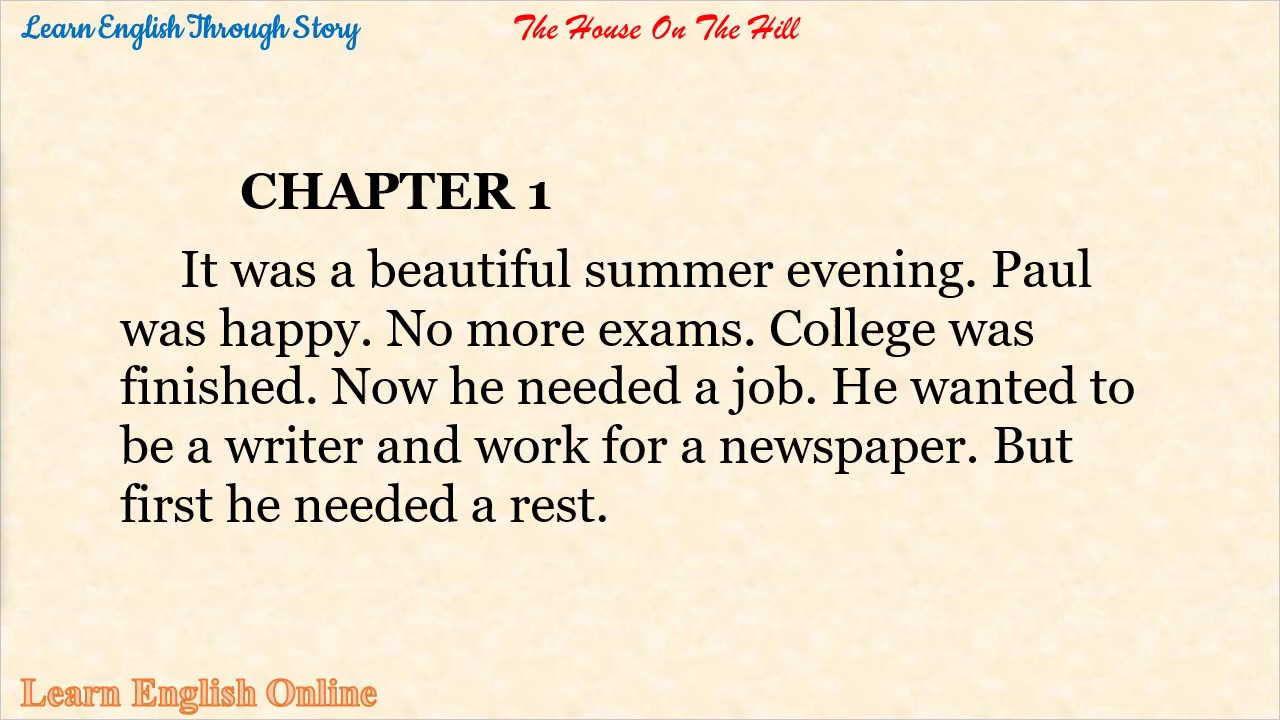 Learn English Through Story
The House On The Hill
CHAPTER 1
It was a beautiful summer evening. Paul
was happy. No more exams. College was
finished. Now he needed a job. He wanted to
be a writer and work for a newspaper. But
first he needed a rest.
Learn English Online